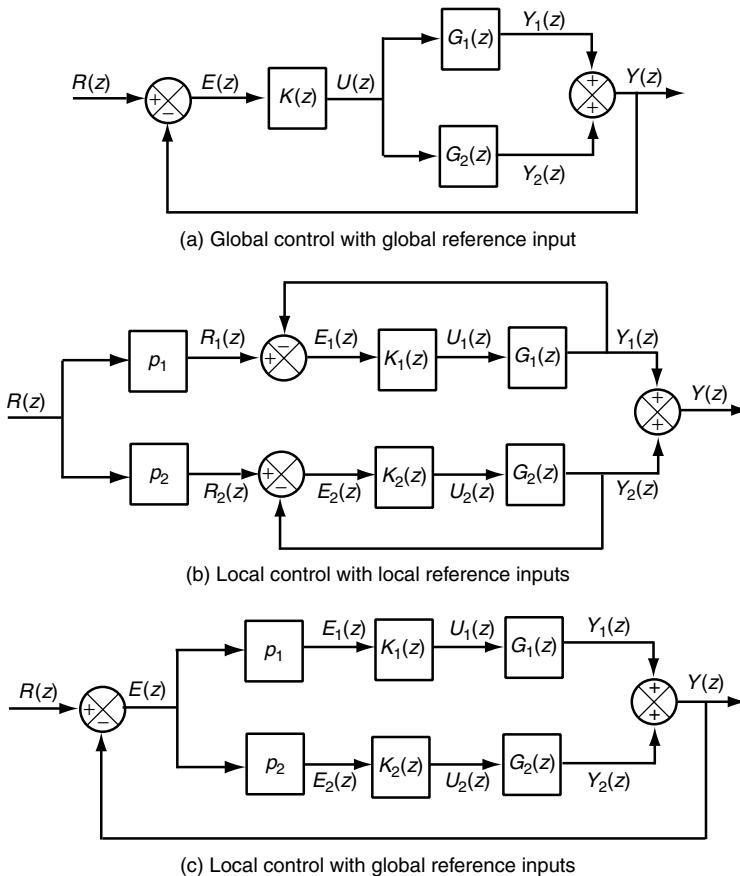 R(z)
E(z)
K(z)
U(z)
G₁(z)
Y₁(z)
G₂(z)
Y₂(z)
Y(z)
+
−
+
+
(a) Global control with global reference input
R(z)
p₁
R₁(z)
+
−
E₁(z)
K₁(z)
U₁(z)
G₁(z)
Y₁(z)
p₂
R₂(z)
+
−
E₂(z)
K₂(z)
U₂(z)
G₂(z)
Y₂(z)
+
+
Y(z)
(b) Local control with local reference inputs
R(z)
+
−
E(z)
p₁
E₁(z)
K₁(z)
U₁(z)
G₁(z)
Y₁(z)
p₂
E₂(z)
K₂(z)
U₂(z)
G₂(z)
Y₂(z)
+
+
Y(z)
(c) Local control with global reference inputs